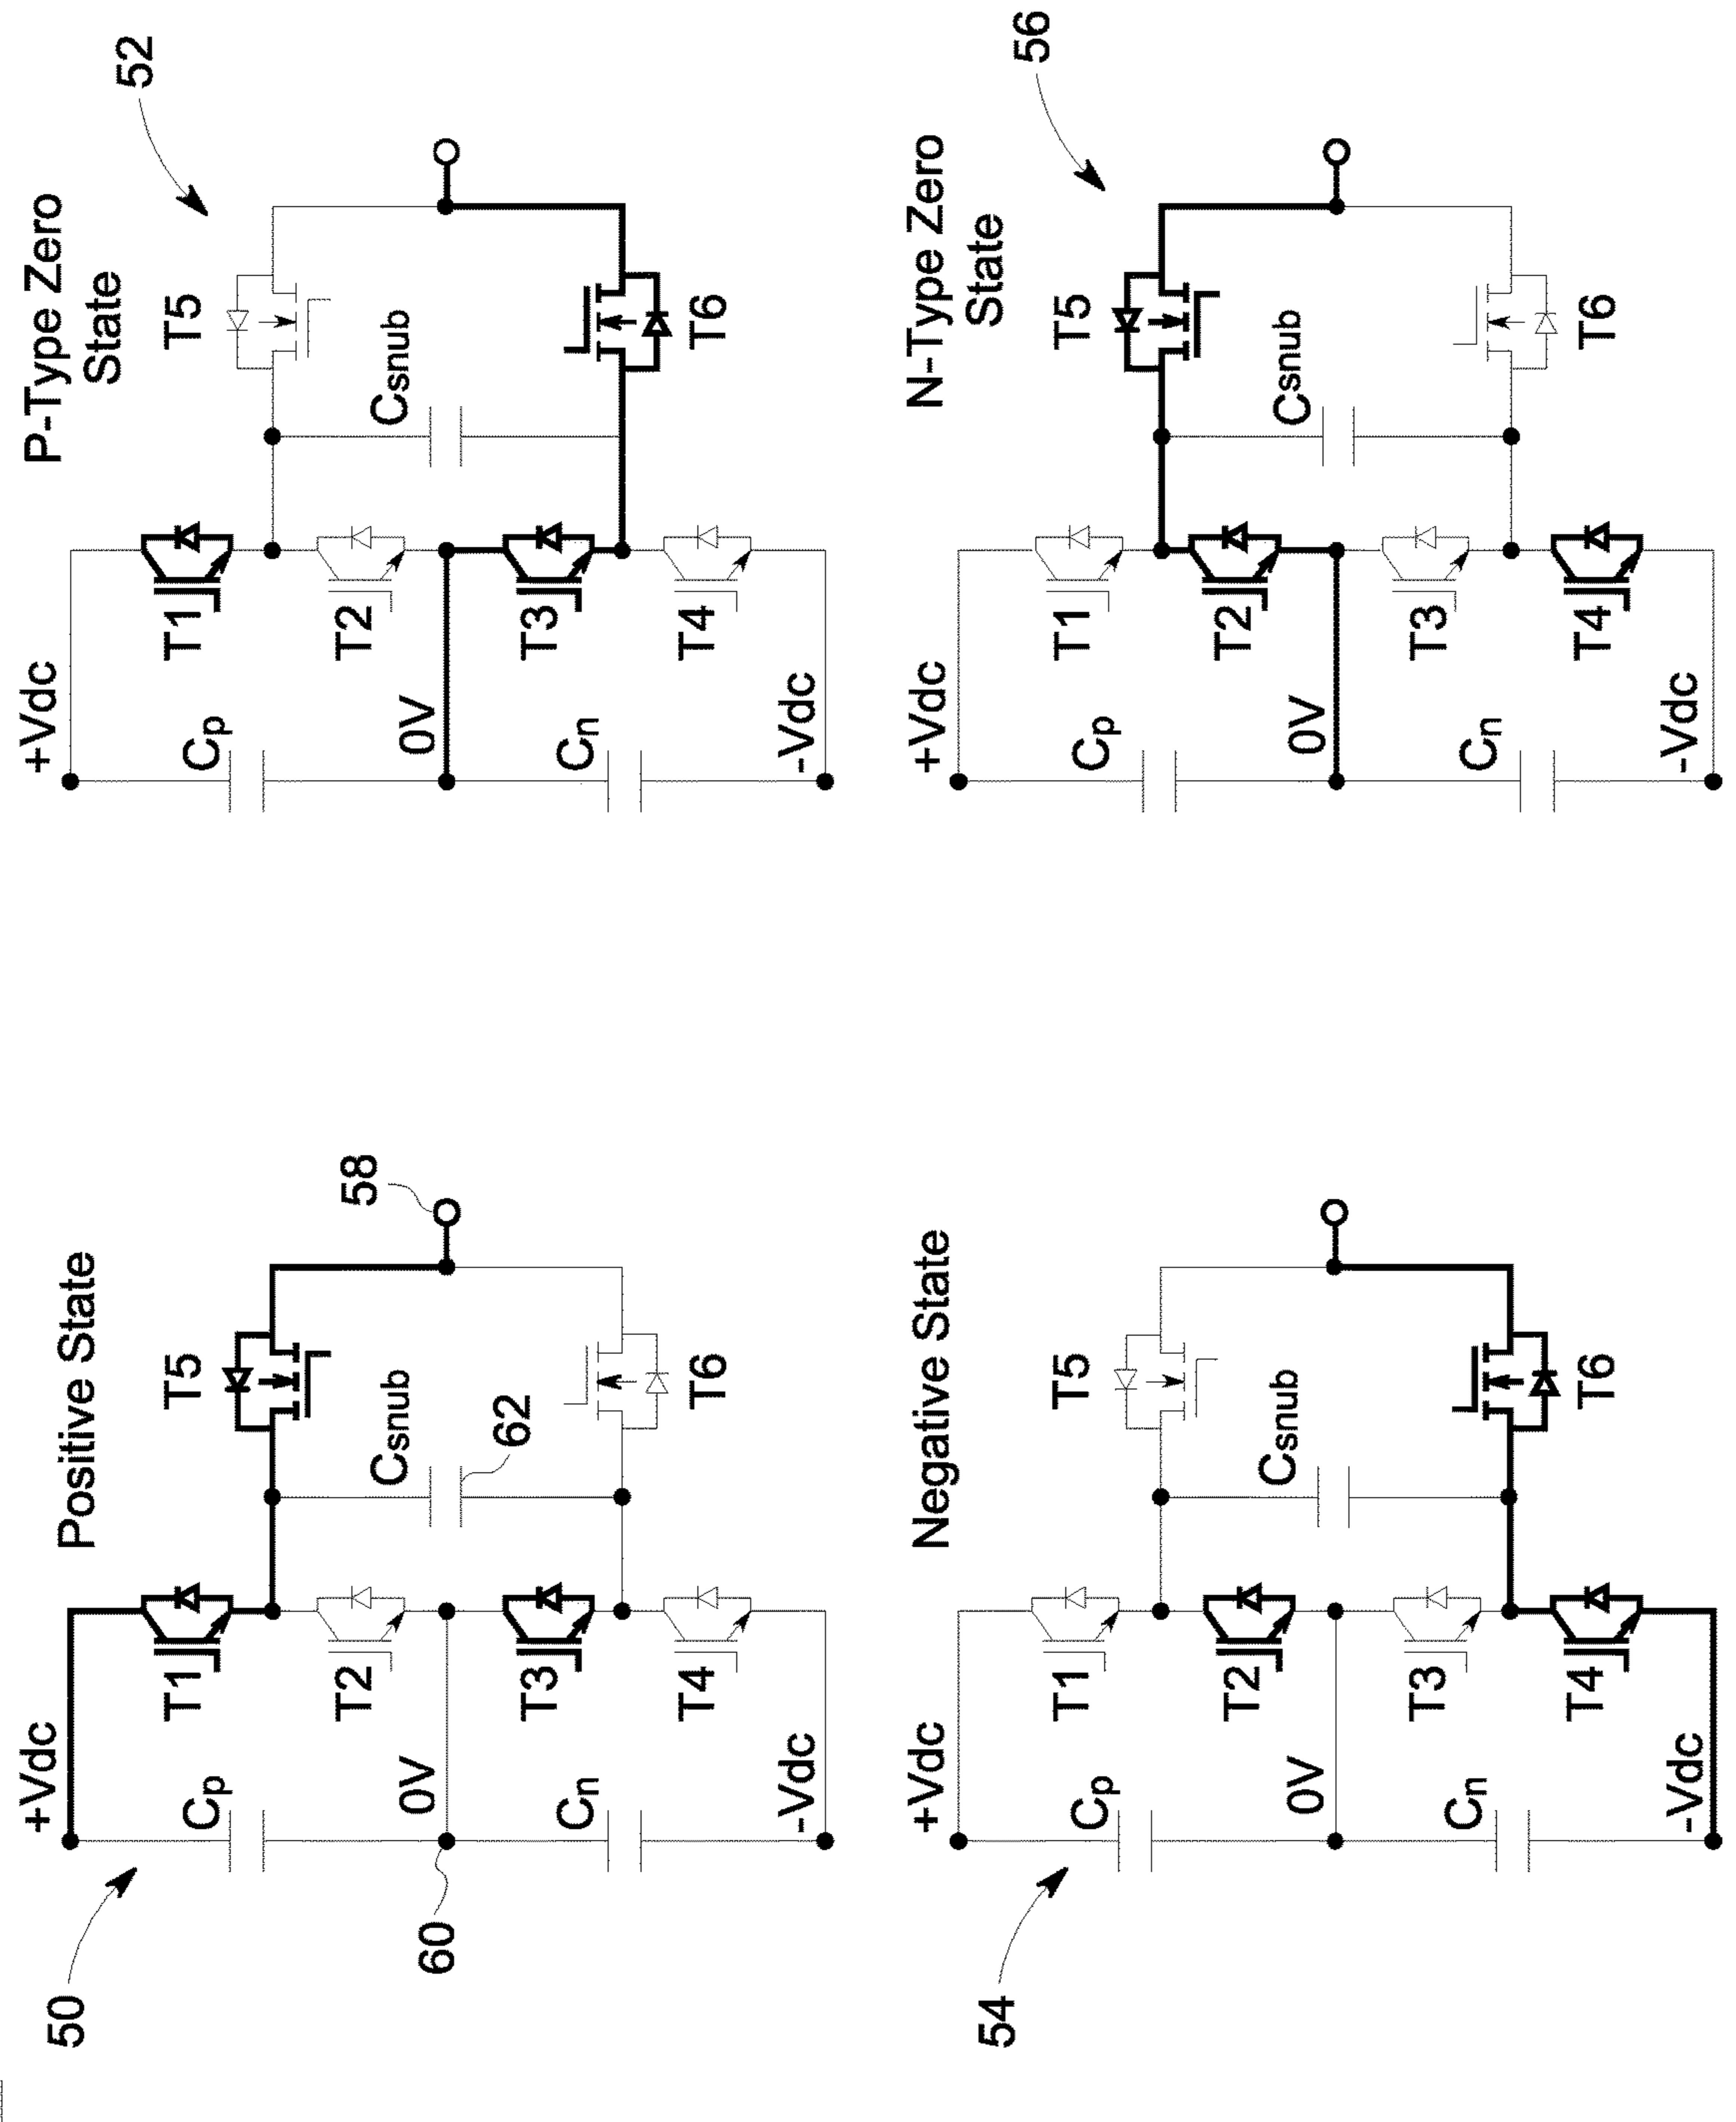 50
Positive State
+Vdc
Cp
T1
T5
T2
Csnub
62
58
0V
60
T3
Cn
T4
T6
-Vdc
52
P-Type Zero
State
+Vdc
Cp
T1
T5
T2
Csnub
0V
T3
Cn
T4
T6
-Vdc
54
Negative State
+Vdc
Cp
T1
T5
T2
Csnub
0V
T3
Cn
T4
T6
-Vdc
56
N-Type Zero
State
+Vdc
Cp
T1
T5
T2
Csnub
0V
T3
Cn
T4
T6
-Vdc